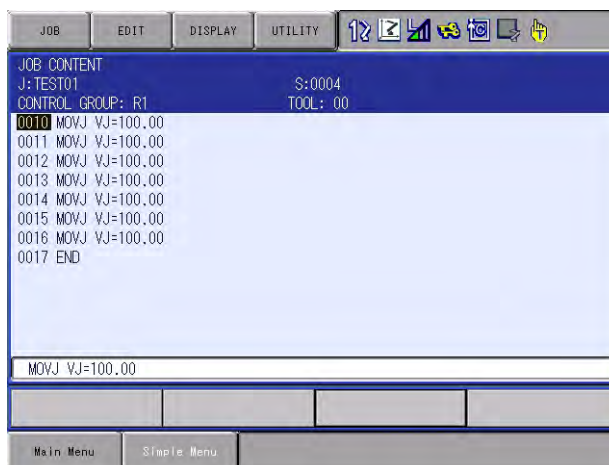 JOB EDIT DISPLAY UTILITY
JOB CONTENT
J:TEST01 S:0004
CONTROL GROUP: R1 TOOL: 00
0010 MOVJ VJ=100.00
0011 MOVJ VJ=100.00
0012 MOVJ VJ=100.00
0013 MOVJ VJ=100.00
0014 MOVJ VJ=100.00
0015 MOVJ VJ=100.00
0016 MOVJ VJ=100.00
0017 END
MOVJ VJ=100.00
Main Menu Simple Menu